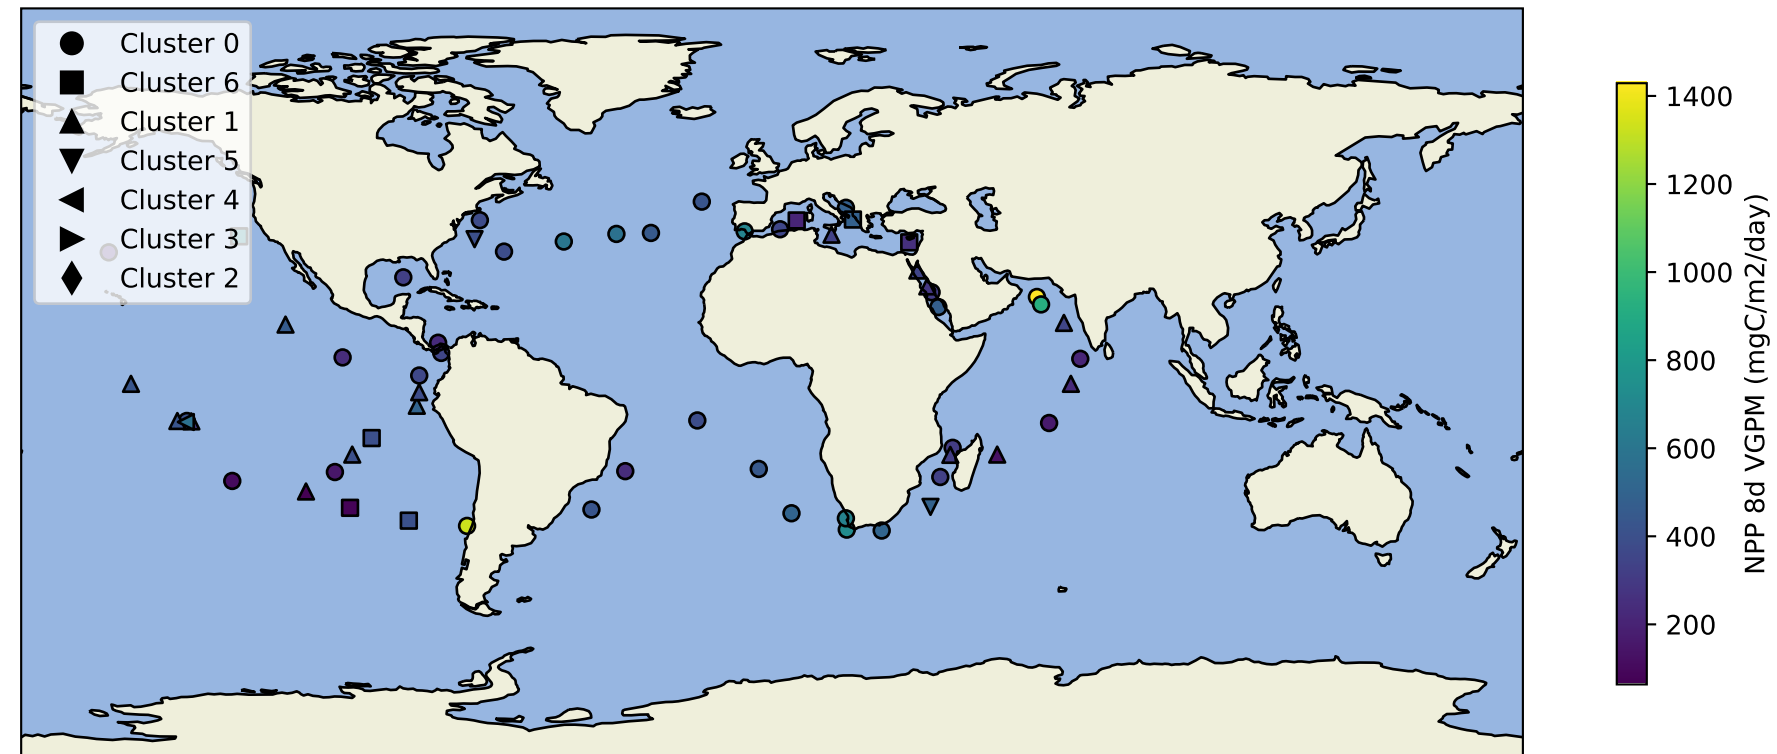 Cluster 0
Cluster 6
Cluster 1
Cluster 5
Cluster 4
Cluster 3
Cluster 2
1400
1200
1000
800
600
400
200
NPP 8d VGPM (mgC/m2/day)